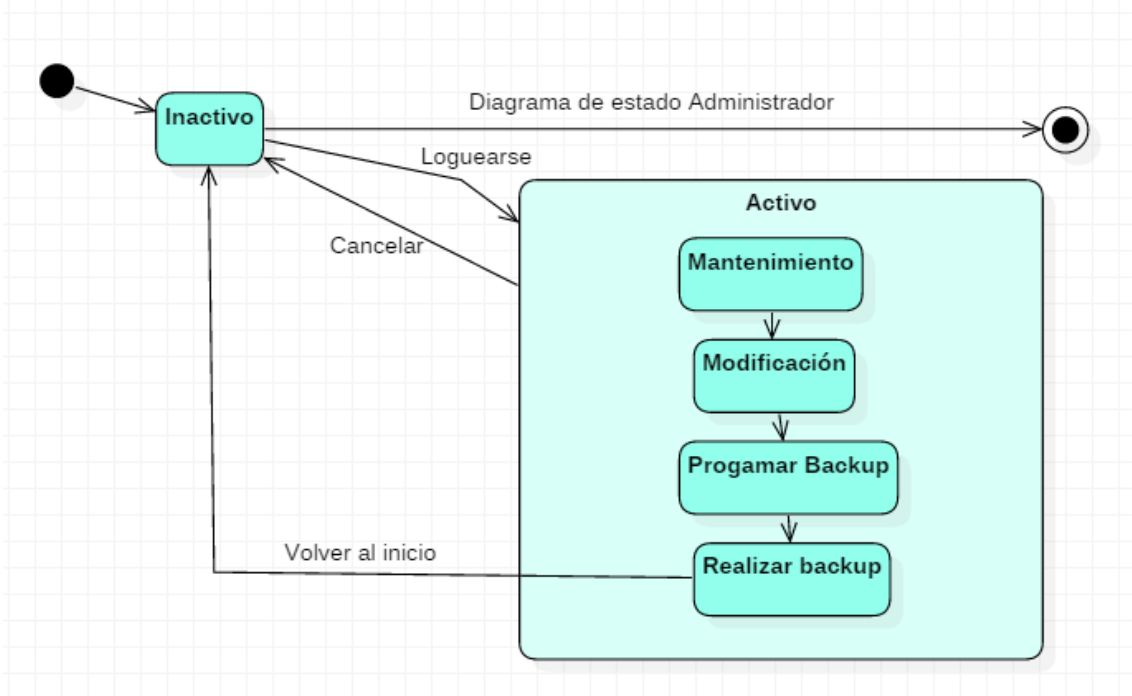 Diagrama de estado Administrador
Inactivo
Loguearse
Activo
Cancelar
Mantenimiento
Modificación
Progamar Backup
Volver al inicio
Realizar backup